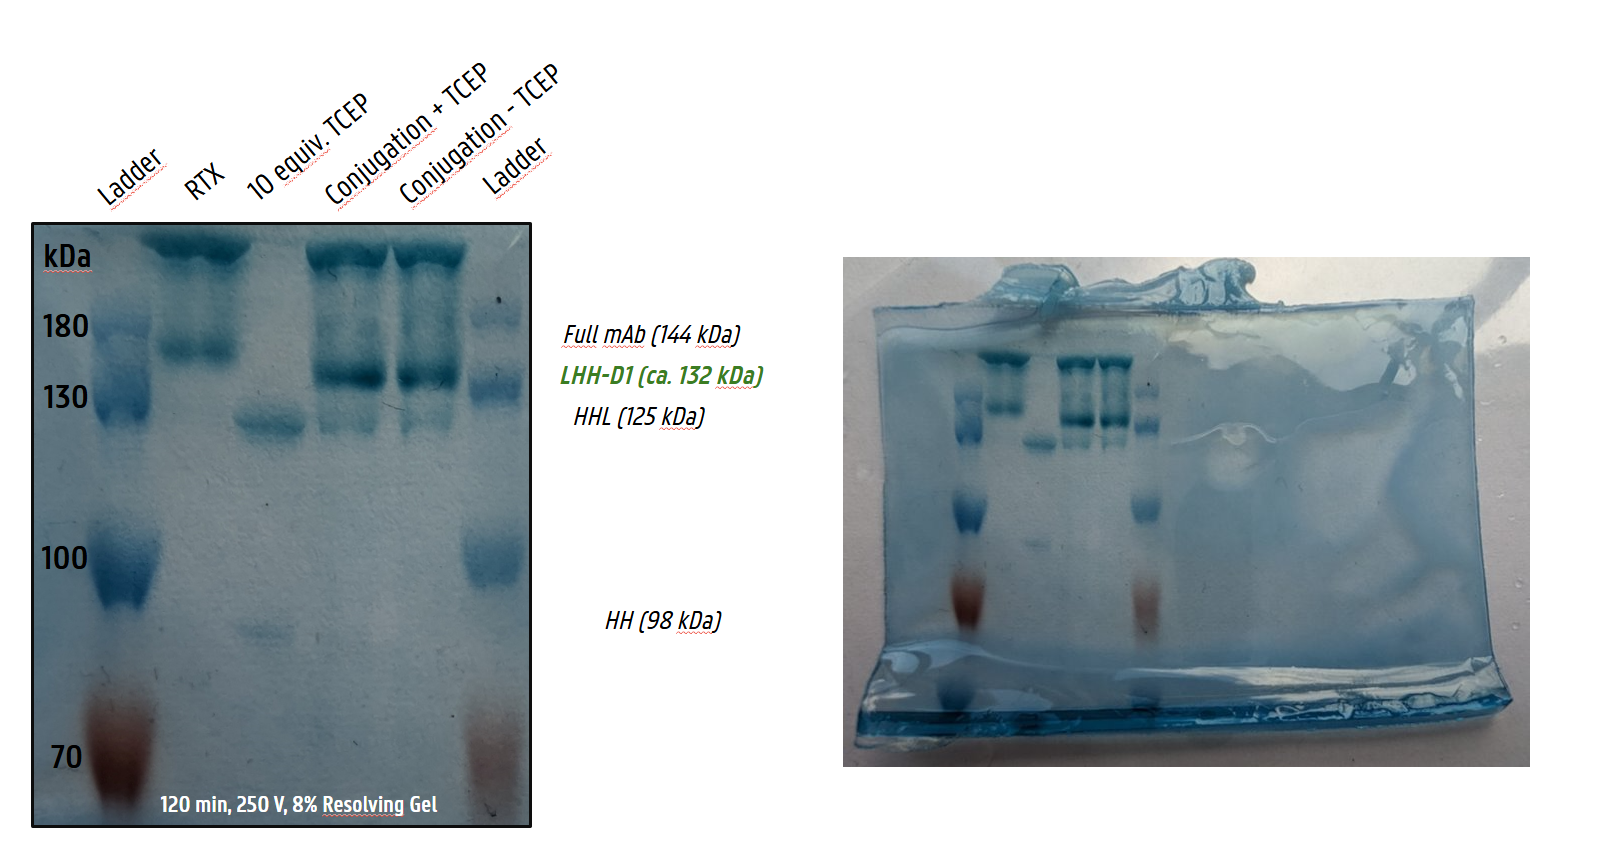 Ladder
RTX
10 equiv. TCEP
Conjugation + TCEP
Conjugation - TCEP
Ladder
kDa
180
130
100
70
120 min, 250 V, 8% Resolving Gel
Full mAb (144 kDa)
LHH-D1 (ca. 132 kDa)
HHL (125 kDa)
HH (98 kDa)